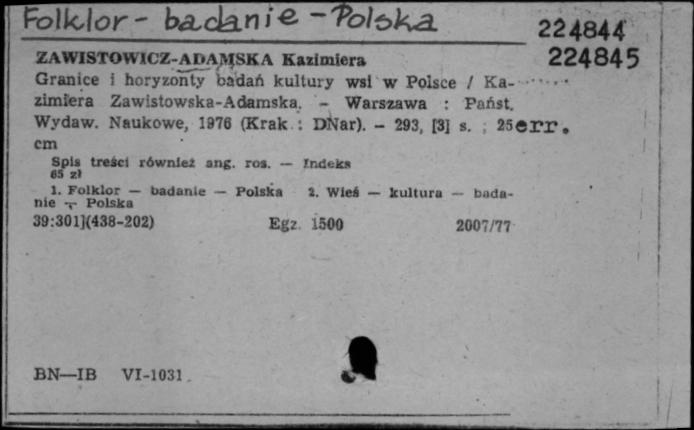 Folklor - badanie - Polska
224844
224845
ZAWISTOWICZ-ADAMSKA Kazimiera
Granice i horyzonty badań kultury wsi w Polsce / Ka-
zimiera Zawistowska-Adamska. - Warszawa : Państ.
Wydaw. Naukowe, 1976 (Krak. : DNar). - 293, [3] s. ; 25 err.
cm
Spis treści również ang. ros. — Indeks
65 zł
1. Folklor — badanie — Polska 2. Wieś — kultura — bada-
nie — Polska
39:301](438-202) Egz. 1500 2007/77
BN—IB VI-1031